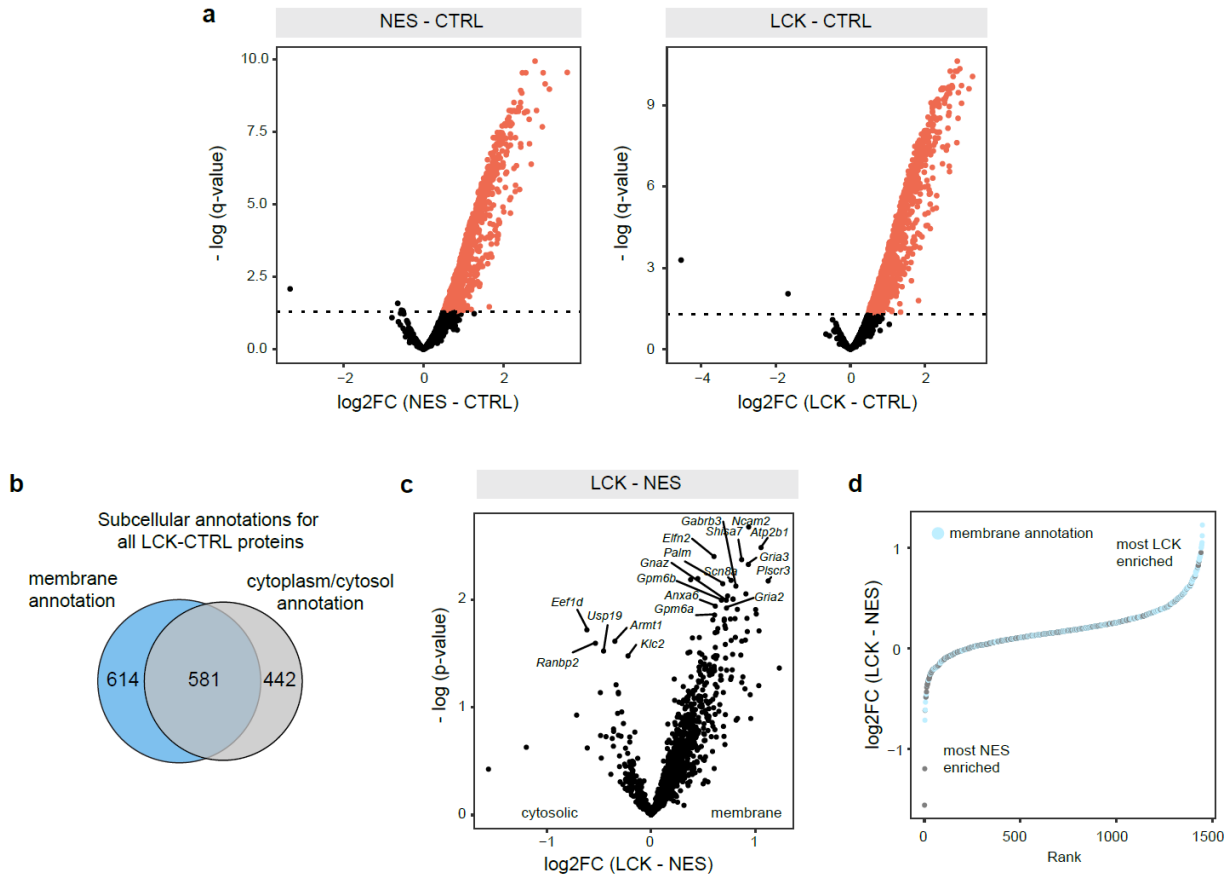 a
NES - CTRL
10.0
7.5
5.0
2.5
0.0
- log (q-value)
−2
0
2
log2FC (NES - CTRL)
LCK - CTRL
9
6
3
0
- log (q-value)
−4
−2
0
2
log2FC (LCK - CTRL)
b
Subcellular annotations for
all LCK-CTRL proteins
membrane
annotation
cytoplasm/cytosol
annotation
614
581
442
c
LCK - NES
2
1
0
- log (p-value)
Gabrb3
Ncam2
Shisa7
Atp2b1
Elfn2
Palm
Gria3
Gnaz
Scn8a
Plscr3
Gpm6b
Anxa6
Gria2
Gpm6a
Eef1d
Usp19
Armt1
Klc2
Ranbp2
cytosolic
membrane
−1
0
1
log2FC (LCK - NES)
d
membrane annotation
most LCK
enriched
1
0
−1
log2FC (LCK - NES)
most NES
enriched
0
500
1000
1500
Rank